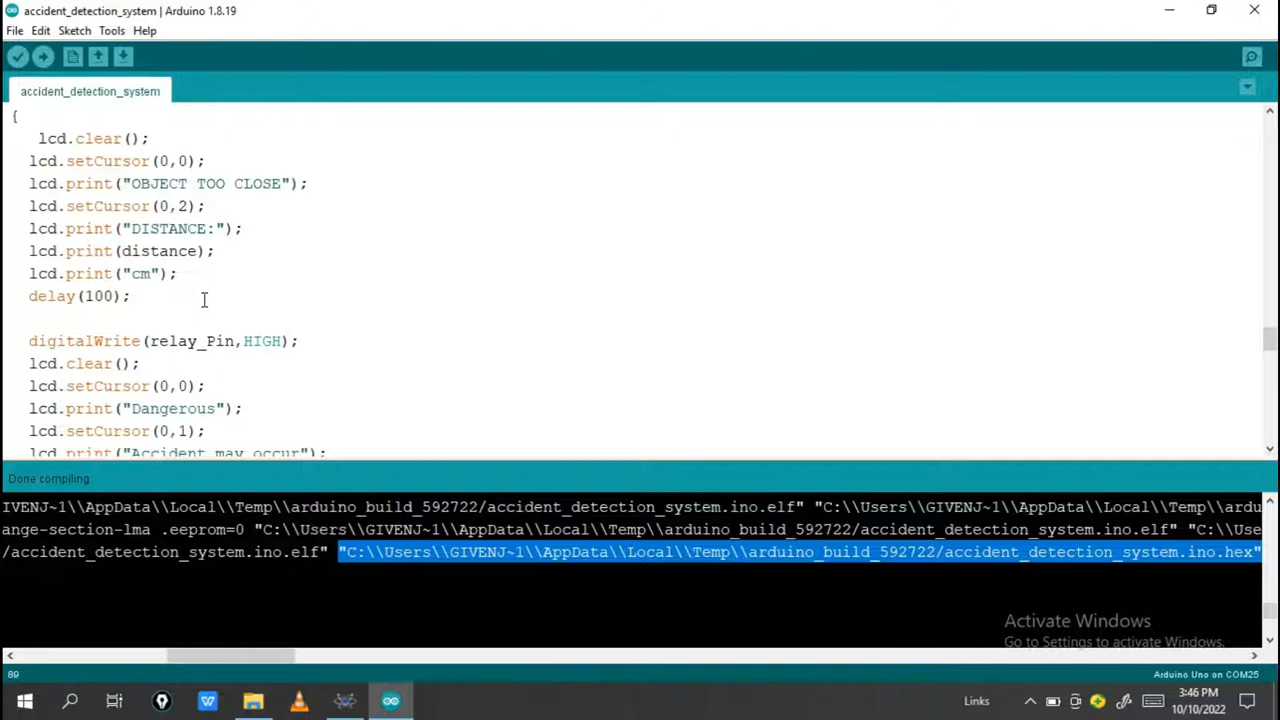 accident_detection_system | Arduino 1.8.19
File Edit Sketch Tools Help
accident_detection_system
{
lcd.clear();
lcd.setCursor(0,0);
lcd.print("OBJECT TOO CLOSE");
lcd.setCursor(0,2);
lcd.print("DISTANCE:");
lcd.print(distance);
lcd.print("cm");
delay(100);
digitalWrite(relay_Pin,HIGH);
lcd.clear();
lcd.setCursor(0,0);
lcd.print("Dangerous");
lcd.setCursor(0,1);
lcd.print("Accident may occur");
Done compiling
IVENJ~1\\AppData\\Local\\Temp\\arduino_build_592722/accident_detection_system.ino.elf" "C:\\Users\\GIVENJ~1\\AppData\\Local\\Temp\\ardu
ange-section-lma .eeprom=0 "C:\\Users\\GIVENJ~1\\AppData\\Local\\Temp\\arduino_build_592722/accident_detection_system.ino.elf" "C:\\Use
/accident_detection_system.ino.elf" "C:\\Users\\GIVENJ~1\\AppData\\Local\\Temp\\arduino_build_592722/accident_detection_system.ino.hex"
Activate Windows
Go to Settings to activate Windows.
89
Arduino Uno on COM25
Links
3:46 PM
10/10/2022